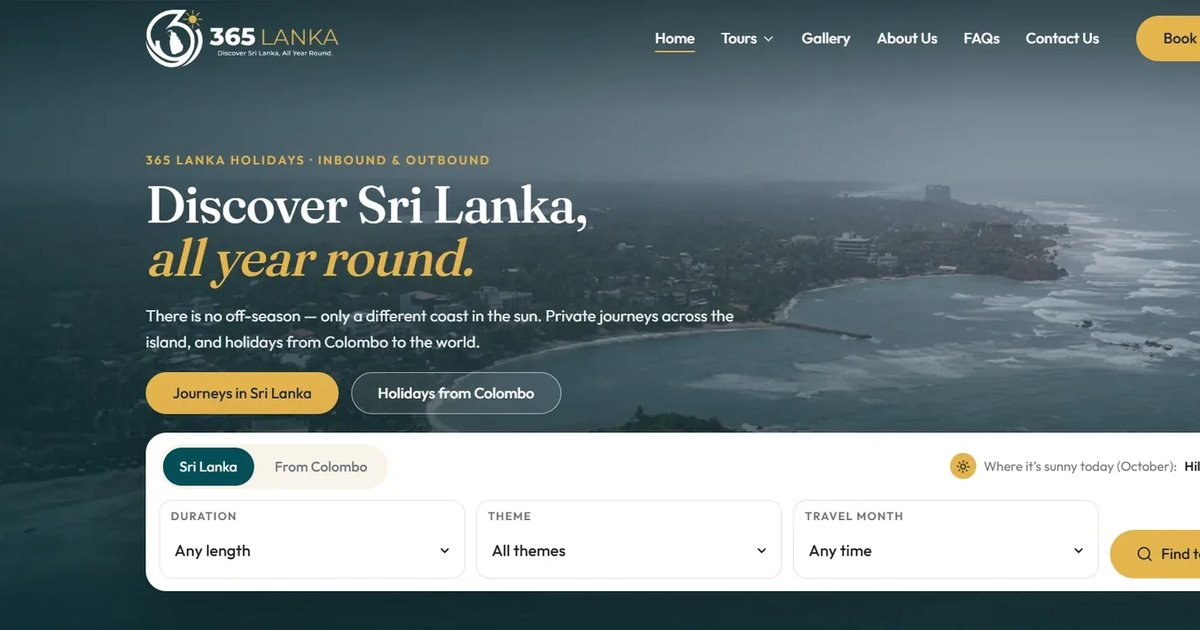 365 LANKA
Discover Sri Lanka, All Year Round.
Home Tours Gallery About Us FAQs Contact Us Book
365 LANKA HOLIDAYS · INBOUND & OUTBOUND
Discover Sri Lanka,
all year round.
There is no off-season — only a different coast in the sun. Private journeys across the
island, and holidays from Colombo to the world.
Journeys in Sri Lanka Holidays from Colombo
Sri Lanka From Colombo Where it's sunny today (October):
DURATION THEME TRAVEL MONTH
Any length All themes Any time Find